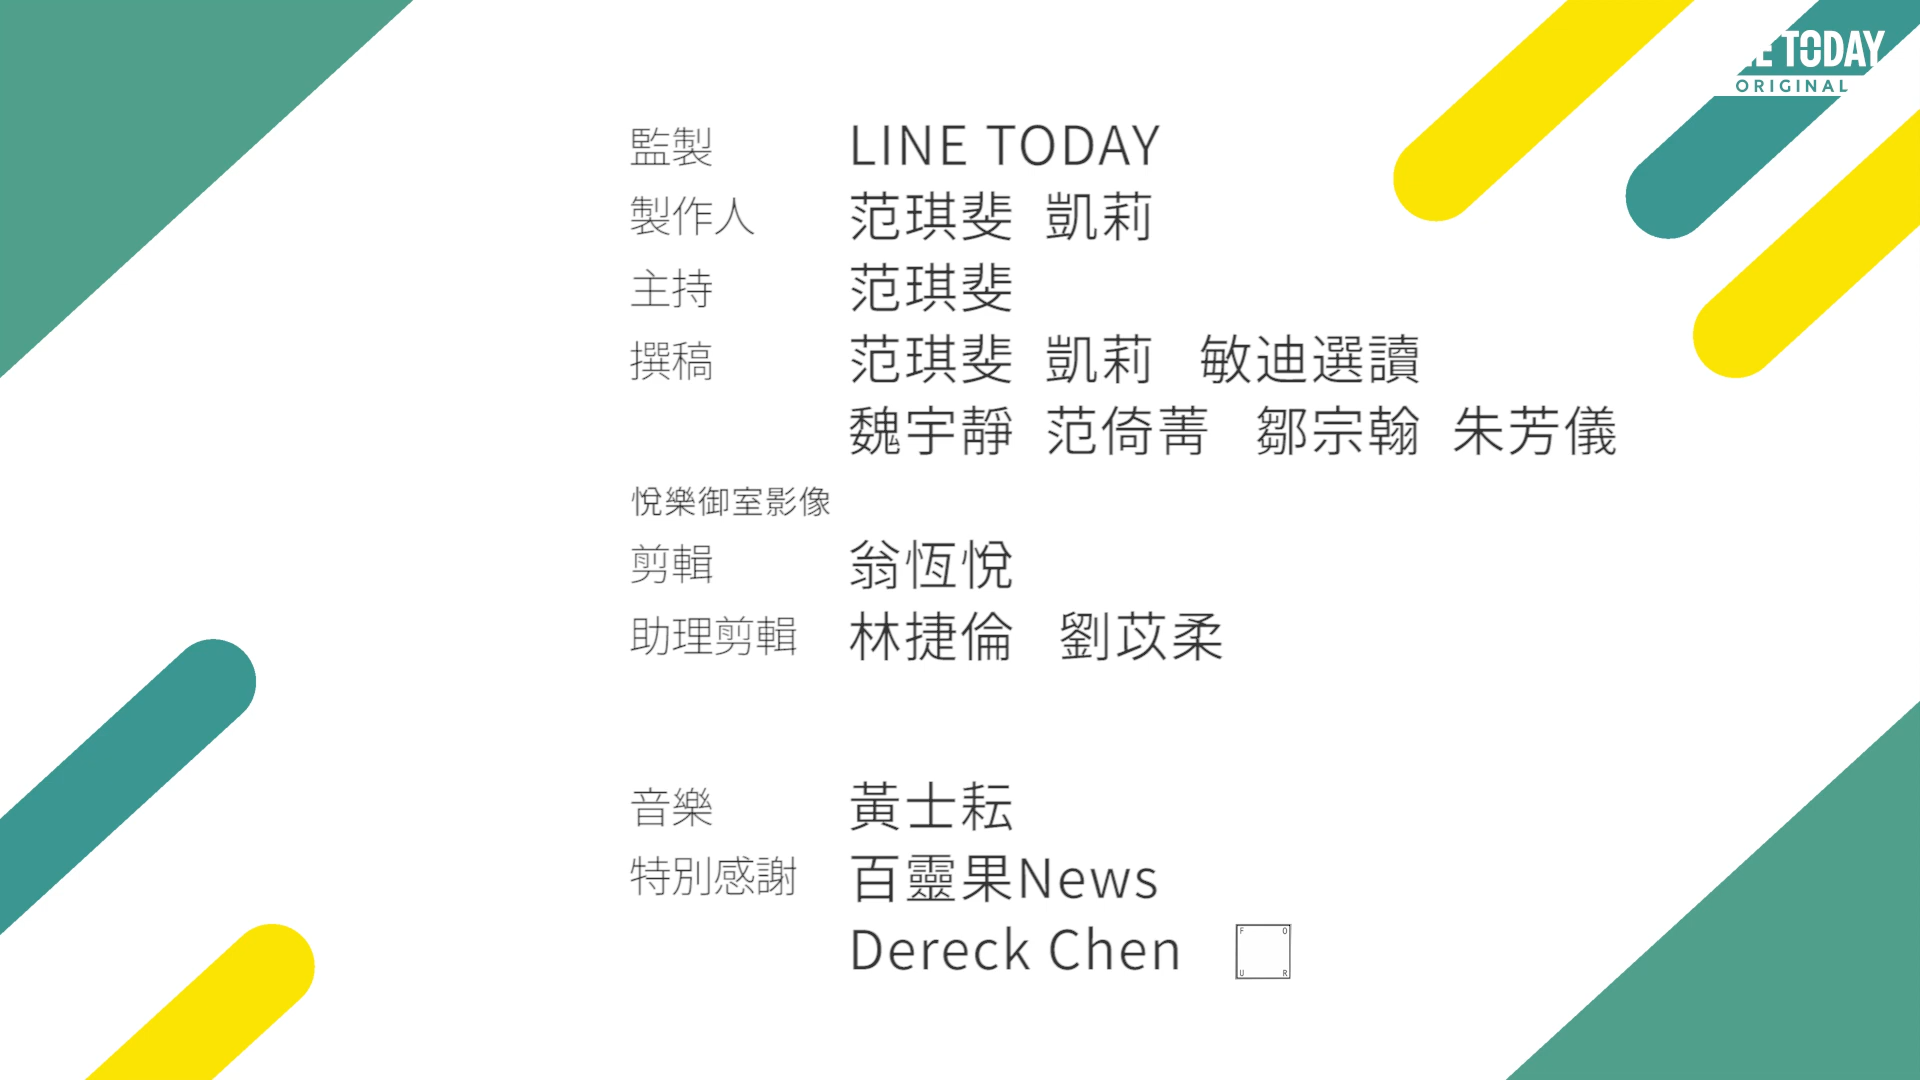 E TODAY
ORIGINAL
監製 LINE TODAY
製作人 范琪斐 凱莉
主持 范琪斐
撰稿 范琪斐 凱莉 敏迪選讀
魏宇靜 范倚菁 鄒宗翰 朱芳儀
悅樂御室影像
剪輯 翁恆悅
助理剪輯 林捷倫 劉苡柔
音樂 黃士耘
特別感謝 百靈果News
Dereck Chen FOUR